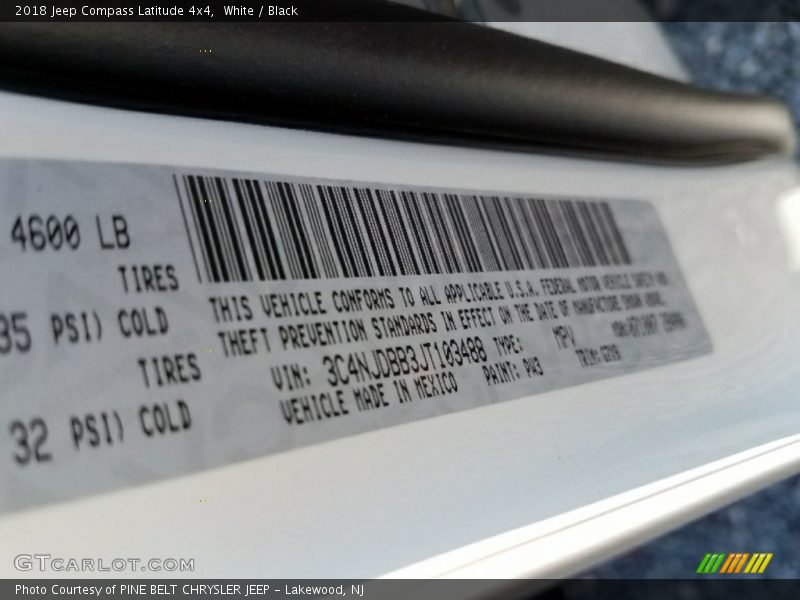 2018 Jeep Compass Latitude 4x4, White / Black
4600 LB
TIRES
35 PSI) COLD
TIRES
32 PSI) COLD
THIS VEHICLE CONFORMS TO ALL APPLICABLE U.S.A. FEDERAL MOTOR VEHICLE SAFETY AND
THEFT PREVENTION STANDARDS IN EFFECT ON THE DATE OF MANUFACTURE SHOWN ABOVE.
VIN: 3C4NJDBB3JT103488 TYPE: MPV
VEHICLE MADE IN MEXICO PAINT: PW3 TRIM:
GTCARLOT.COM
Photo Courtesy of PINE BELT CHRYSLER JEEP - Lakewood, NJ